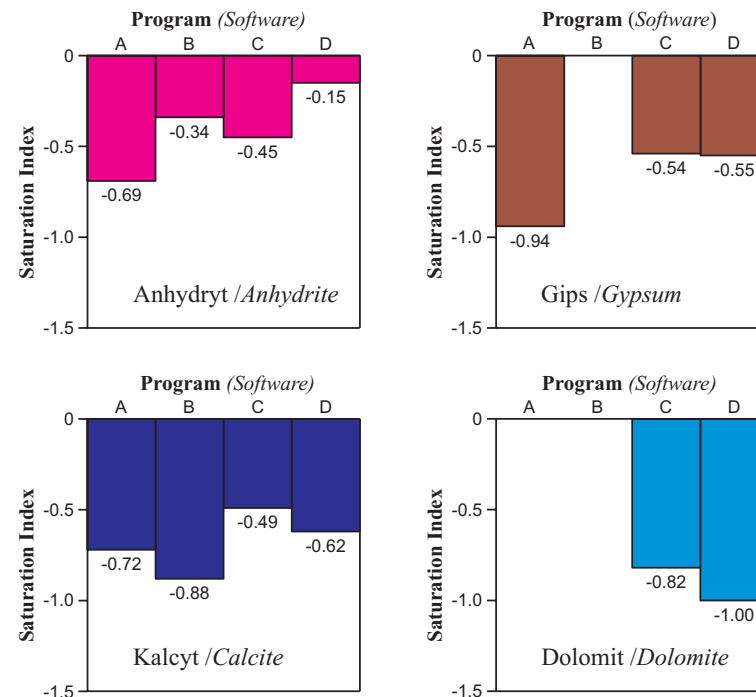 Program (Software)
A B C D
0
-0.5
-1.0
-1.5
Saturation Index
-0.69
-0.34
-0.45
-0.15
Anhydryt /Anhydrite
Program (Software)
A B C D
0
-0.5
-1.0
-1.5
Saturation Index
-0.94
-0.54
-0.55
Gips /Gypsum
Program (Software)
A B C D
0
-0.5
-1.0
-1.5
Saturation Index
-0.72
-0.88
-0.49
-0.62
Kalcyt /Calcite
Program (Software)
A B C D
0
-0.5
-1.0
-1.5
Saturation Index
-0.82
-1.00
Dolomit /Dolomite